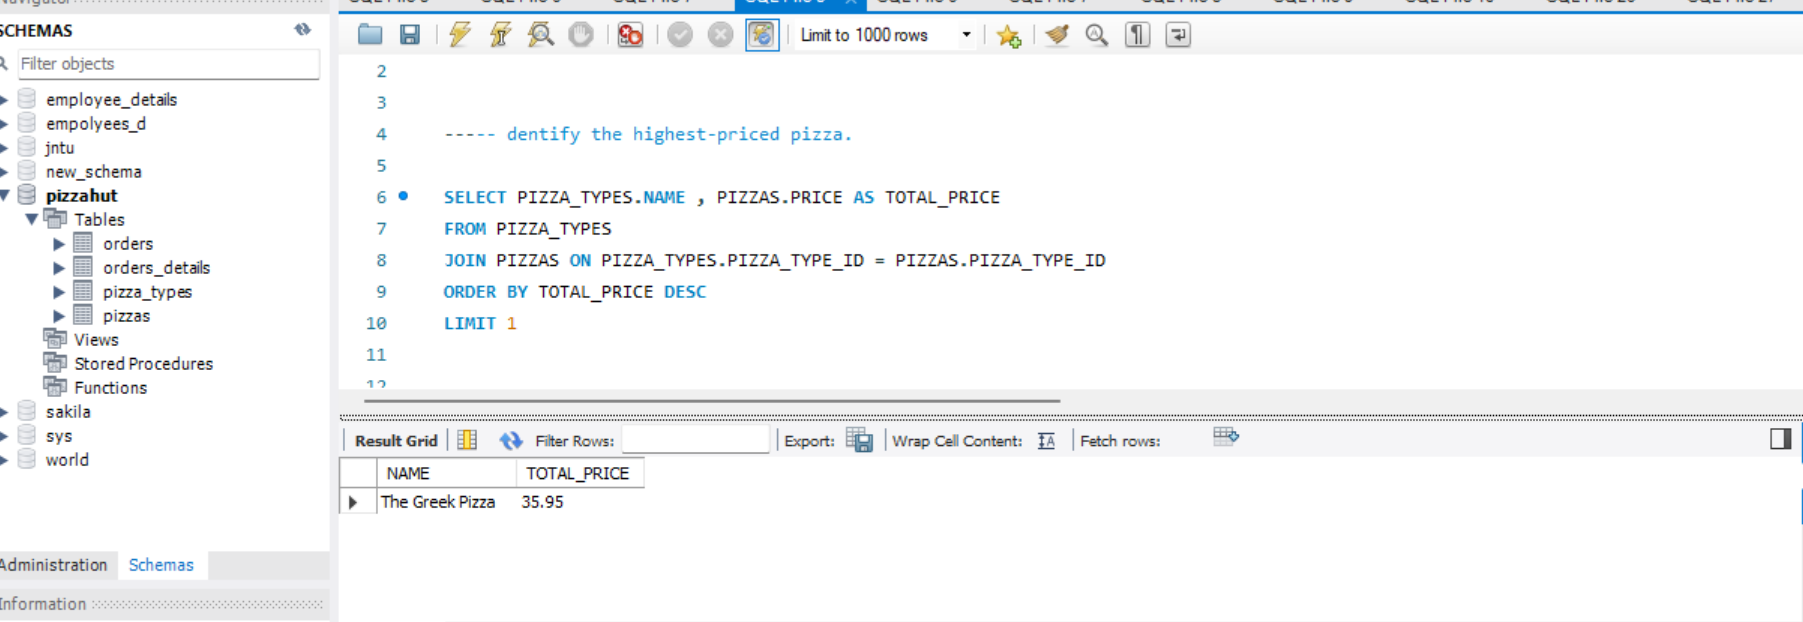 SCHEMAS
Filter objects
employee_details
empolyees_d
jntu
new_schema
pizzahut
Tables
orders
orders_details
pizza_types
pizzas
Views
Stored Procedures
Functions
sakila
sys
world
Administration Schemas
Information
Limit to 1000 rows
2
3
4 ----- dentify the highest-priced pizza.
5
6 SELECT PIZZA_TYPES.NAME , PIZZAS.PRICE AS TOTAL_PRICE
7 FROM PIZZA_TYPES
8 JOIN PIZZAS ON PIZZA_TYPES.PIZZA_TYPE_ID = PIZZAS.PIZZA_TYPE_ID
9 ORDER BY TOTAL_PRICE DESC
10 LIMIT 1
11
12
Result Grid Filter Rows: Export: Wrap Cell Content: Fetch rows:
NAME TOTAL_PRICE
The Greek Pizza 35.95